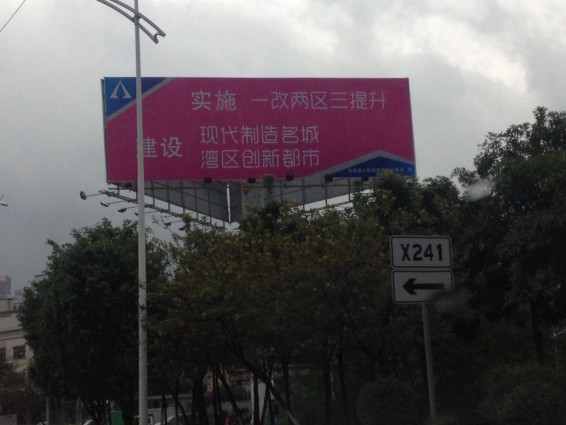 实施 一改两区三提升
建设 现代制造名城
湾区创新都市
X241